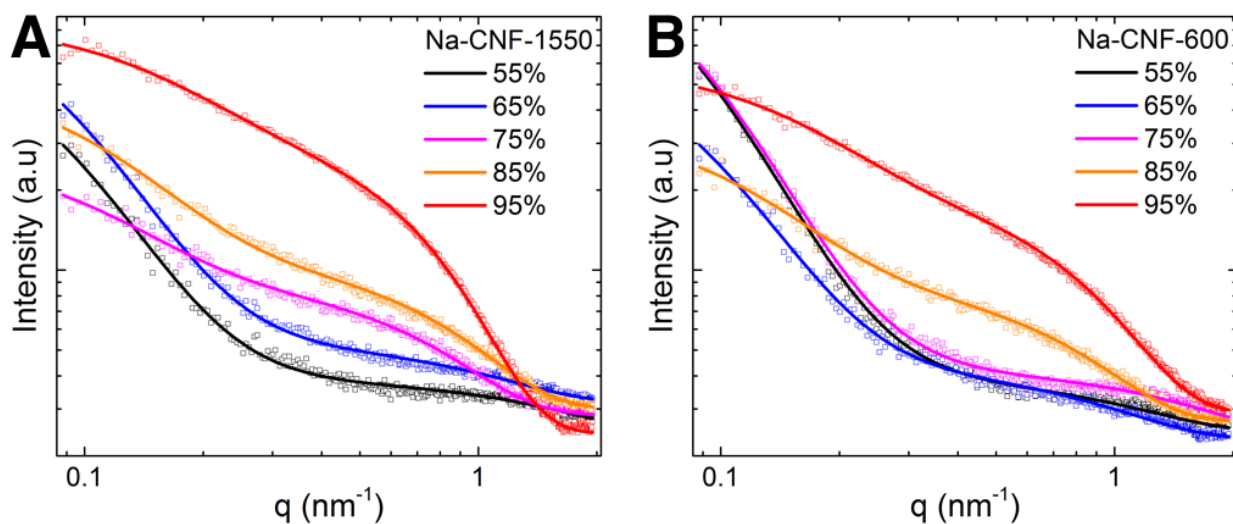 A
Na-CNF-1550
55%
65%
75%
85%
95%
Intensity (a.u)
0.1
1
q (nm⁻¹)
B
Na-CNF-600
55%
65%
75%
85%
95%
Intensity (a.u)
0.1
1
q (nm⁻¹)